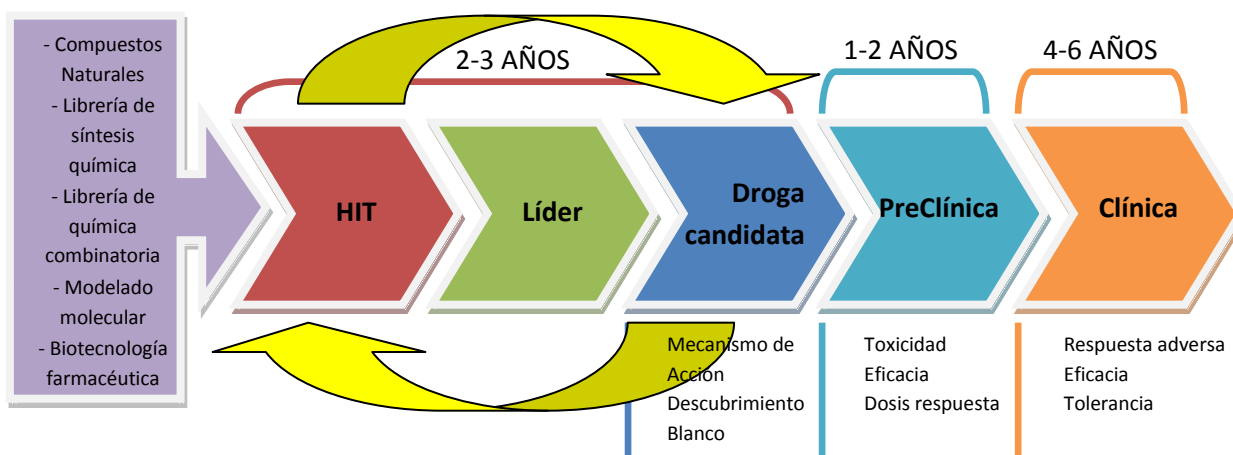 - Compuestos
Naturales
- Librería de
síntesis
química
- Librería de
química
combinatoria
- Modelado
molecular
- Biotecnología
farmacéutica
2-3 AÑOS
1-2 AÑOS
4-6 AÑOS
HIT
Líder
Droga
candidata
PreClínica
Clínica
Mecanismo de
Acción
Descubrimiento
Blanco
Toxicidad
Eficacia
Dosis respuesta
Respuesta adversa
Eficacia
Tolerancia